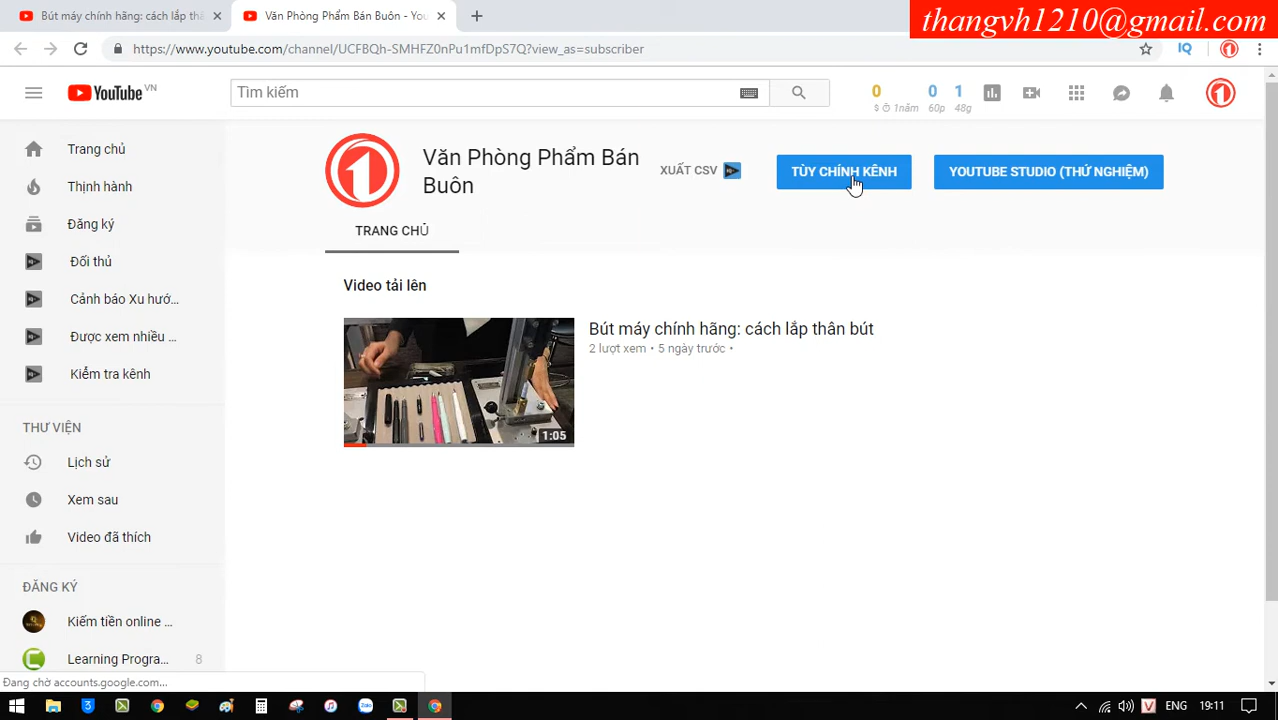 Bút máy chính hãng: cách lắp thâ
Văn Phòng Phẩm Bán Buôn - You
thangvh1210@gmail.com
https://www.youtube.com/channel/UCFBQh-SMHFZ0nPu1mfDpS7Q?view_as=subscriber
IQ
YouTube VN
Tìm kiếm
0 0 1
$ 1năm 60p 48g
Trang chủ
Thịnh hành
Đăng ký
Đối thủ
Cảnh báo Xu hướ...
Được xem nhiều ...
Kiểm tra kênh
THƯ VIỆN
Lịch sử
Xem sau
Video đã thích
ĐĂNG KÝ
Kiếm tiền online ...
Learning Progra... 8
Văn Phòng Phẩm Bán
Buôn
XUẤT CSV
TÙY CHỈNH KÊNH
YOUTUBE STUDIO (THỬ NGHIỆM)
TRANG CHỦ
Video tải lên
1:05
Bút máy chính hãng: cách lắp thân bút
2 lượt xem • 5 ngày trước •
Đang chờ accounts.google.com...
Zalo
V ENG 19:11